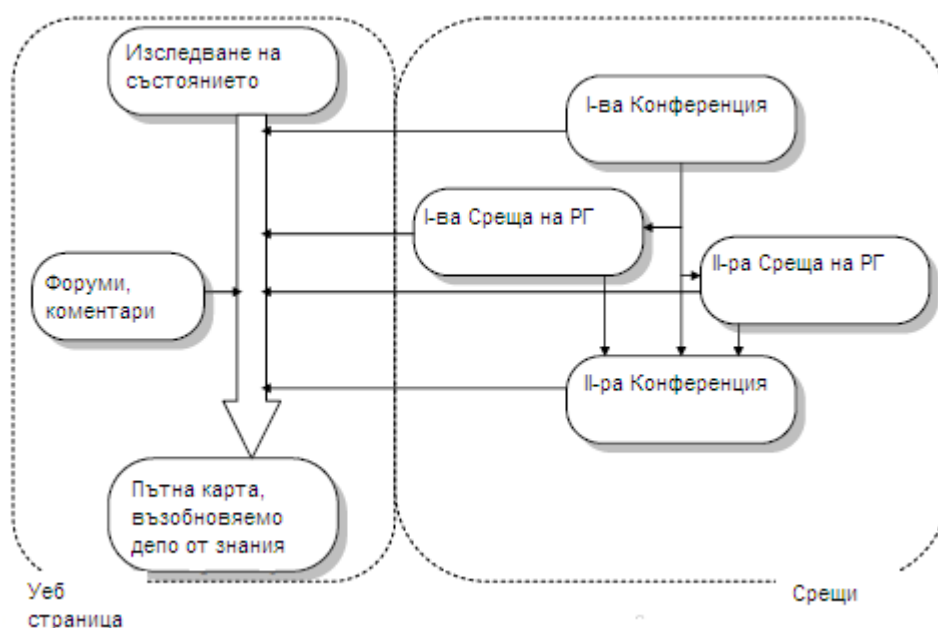 Изследване на
състоянието
I-ва Конференция
I-ва Среща на РГ
II-ра Среща на РГ
Форуми,
коментари
II-ра Конференция
Пътна карта,
възобновяемо
депо от знания
Уеб
страница
Срещи